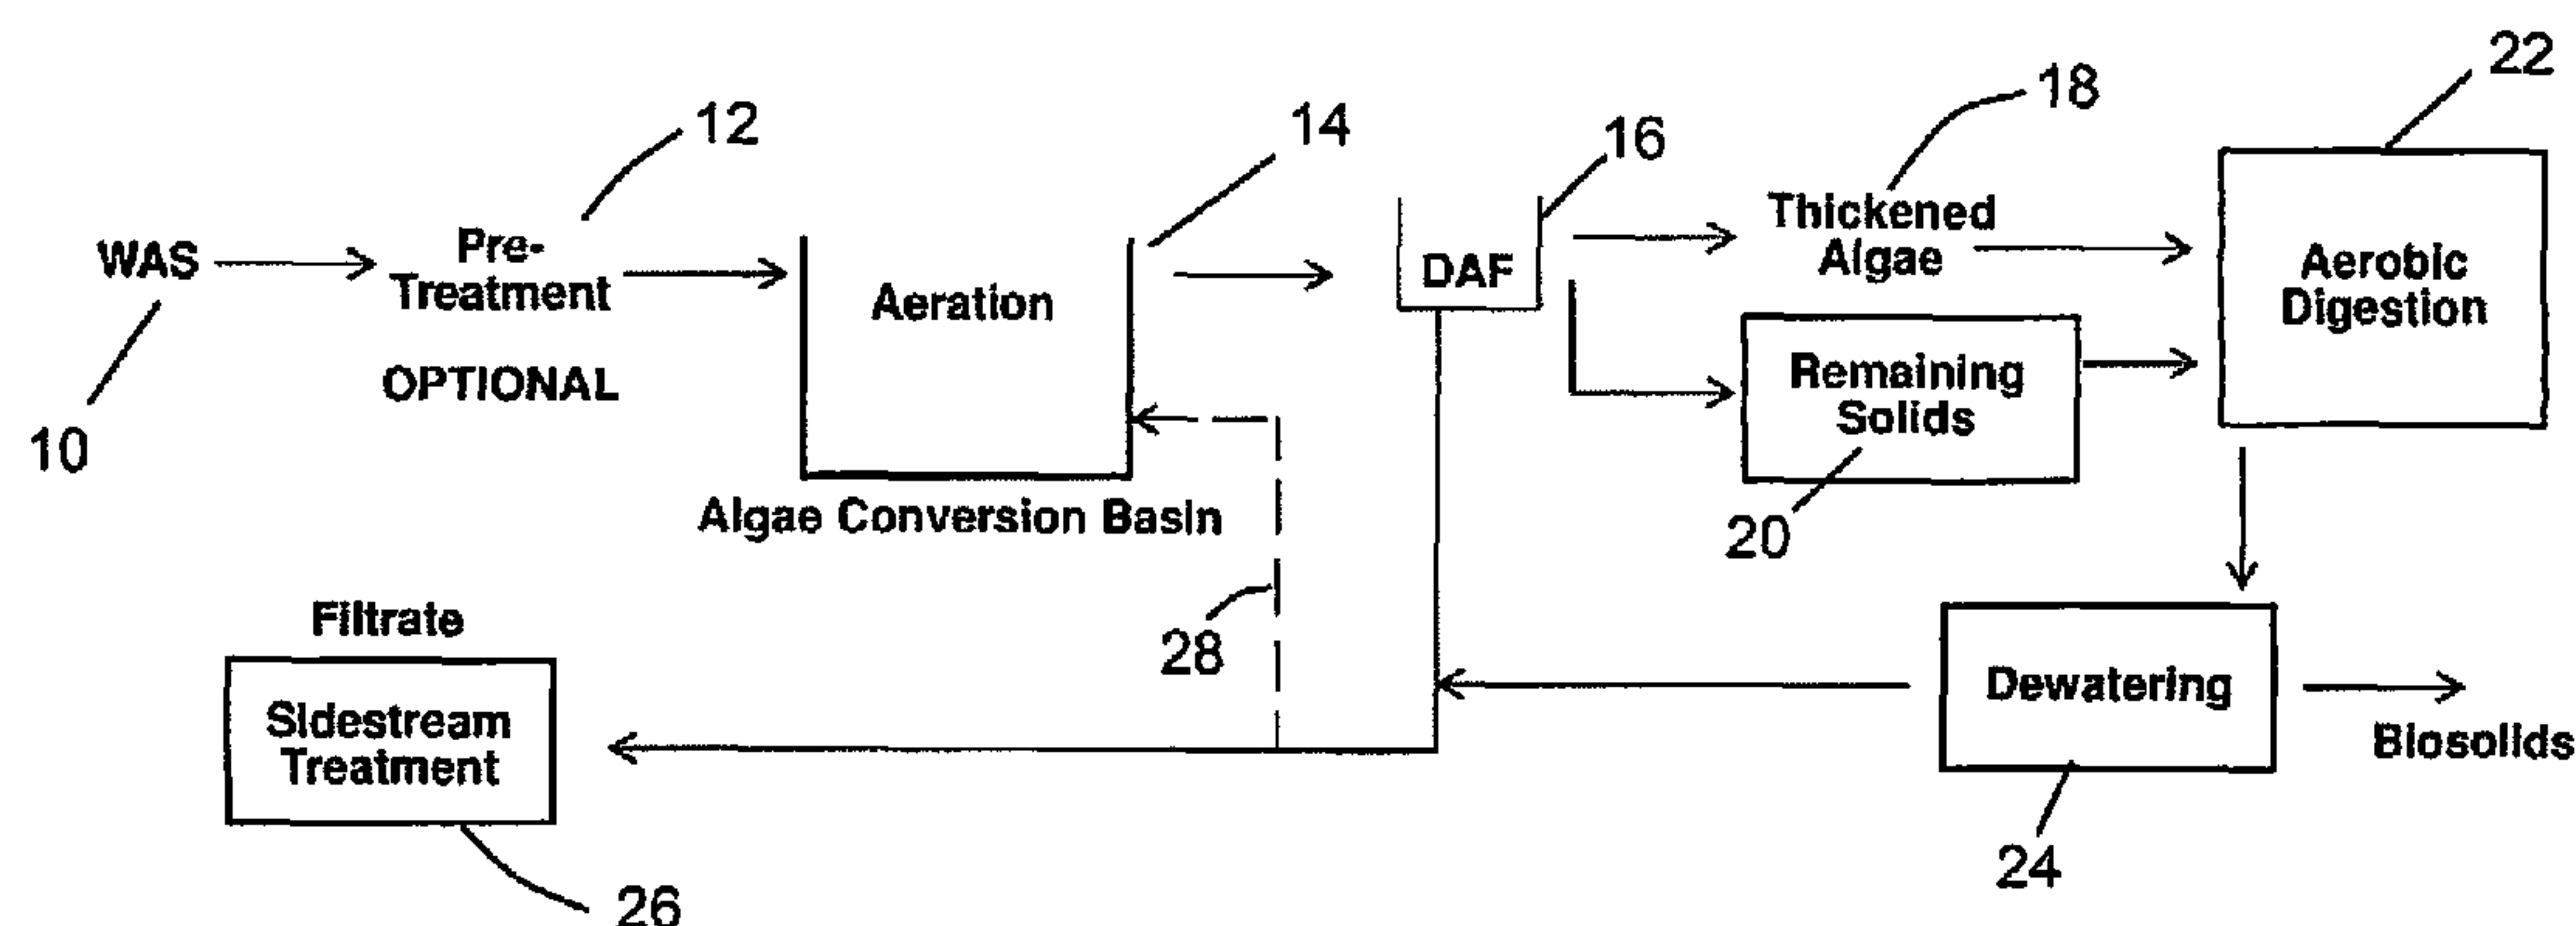 22
18
12
14
16
Thickened
Algae
Pre-
Treatment
WAS
DAF
Aeration
Aerobic
Digestion
OPTIONAL
Remaining
Solids
10
Algae Conversion Basin
20
Filtrate
28
Sidestream
Treatment
Dewatering
Biosolids
24
26